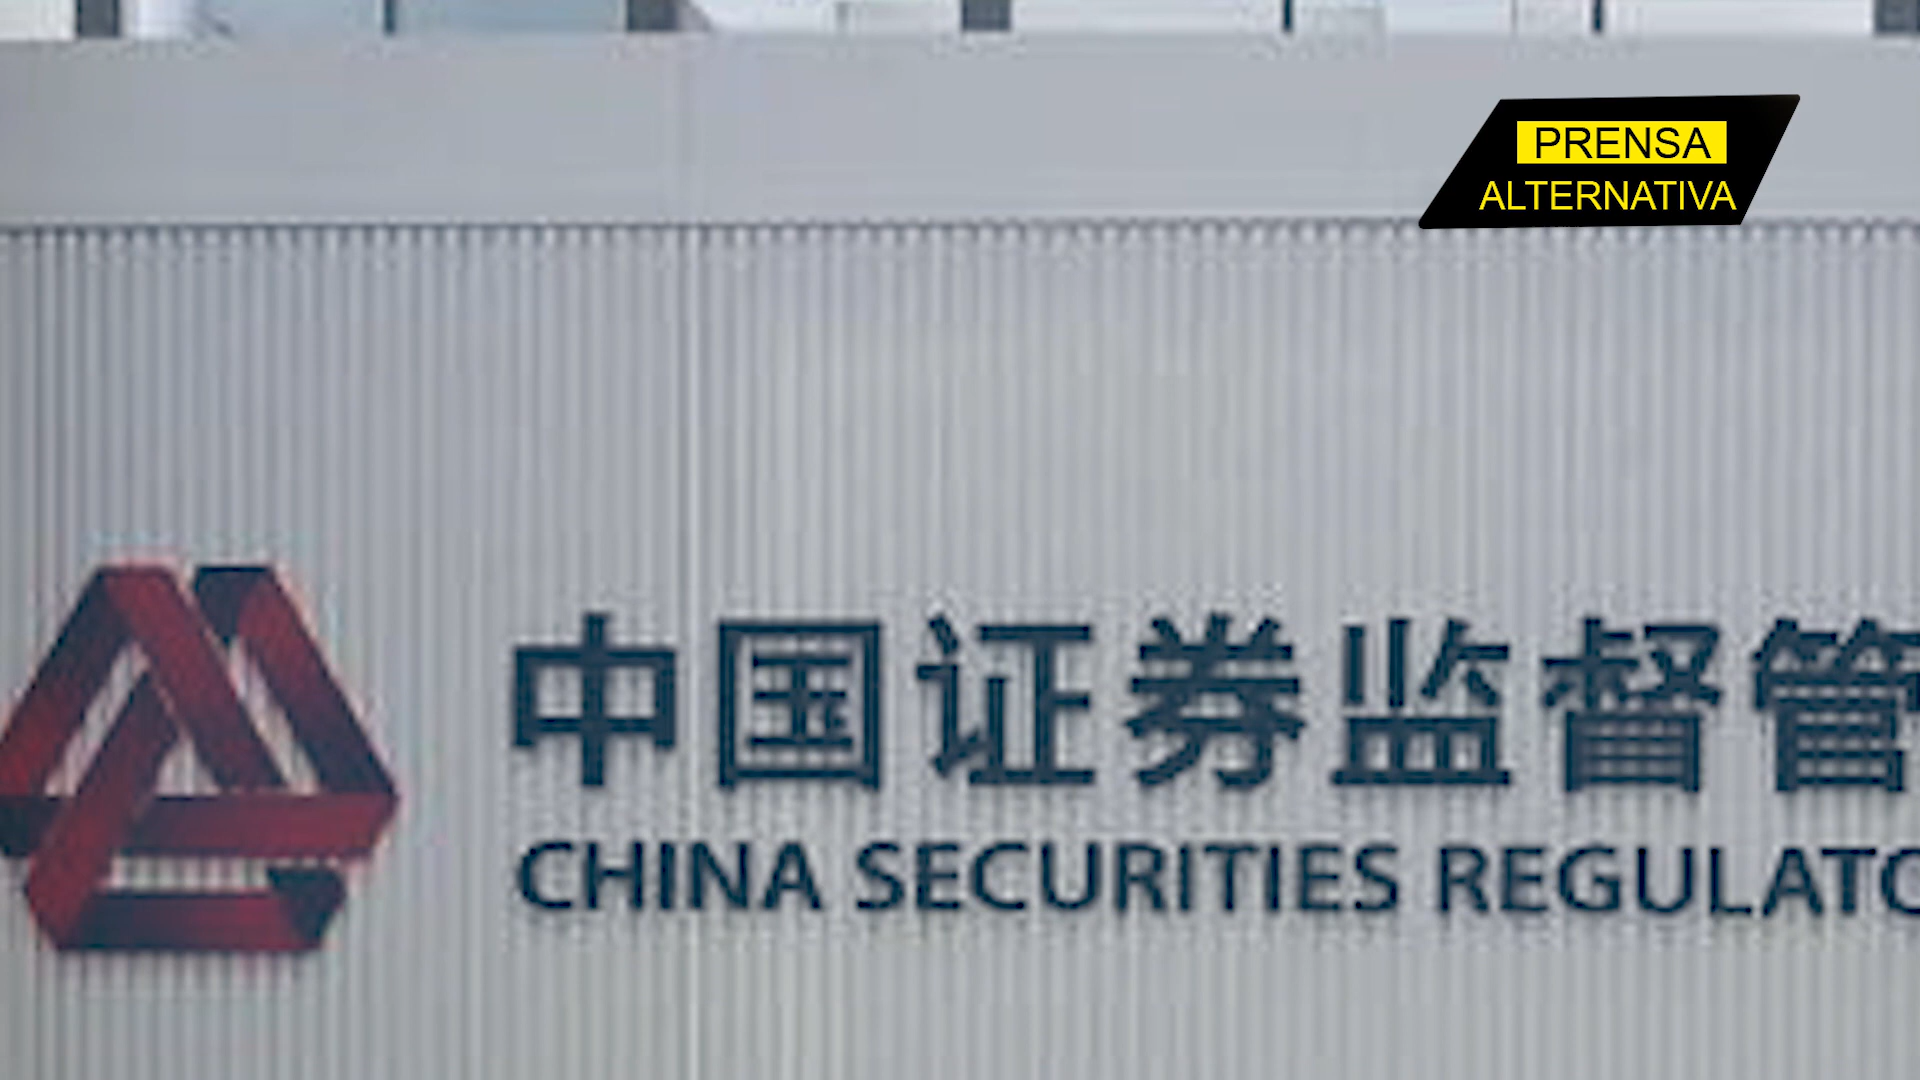 PRENSA
ALTERNATIVA
中国证券监督管
CHINA SECURITIES REGULATO